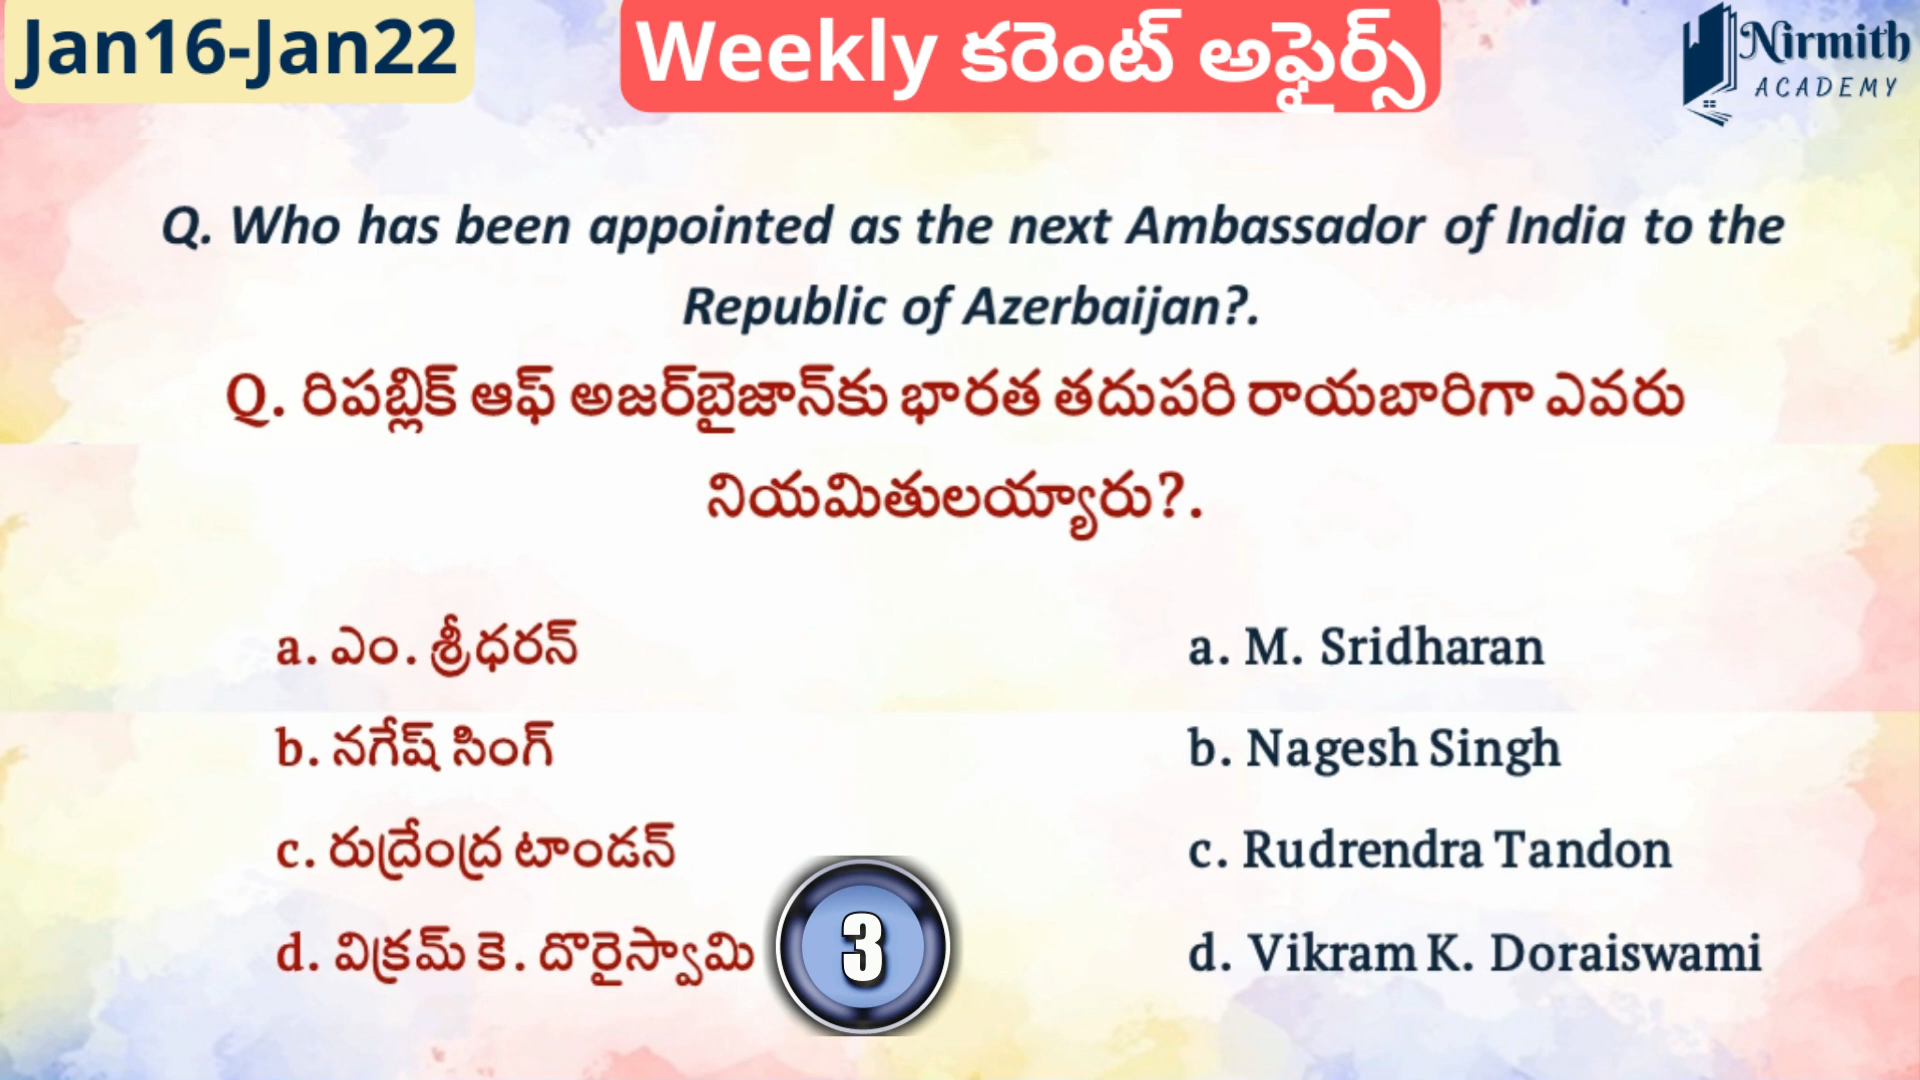 Jan16-Jan22
Weekly కరెంట్ అఫైర్స్
Nirmith
ACADEMY
Q. Who has been appointed as the next Ambassador of India to the
Republic of Azerbaijan?.
Q. రిపబ్లిక్ ఆఫ్ అజర్‌బైజాన్‌కు భారత తదుపరి రాయబారిగా ఎవరు
నియమితులయ్యారు?.
a. ఎం. శ్రీధరన్
b. నగేష్ సింగ్
c. రుద్రేంద్ర టాండన్
d. విక్రమ్ కె. దొరైస్వామి
3
a. M. Sridharan
b. Nagesh Singh
c. Rudrendra Tandon
d. Vikram K. Doraiswami